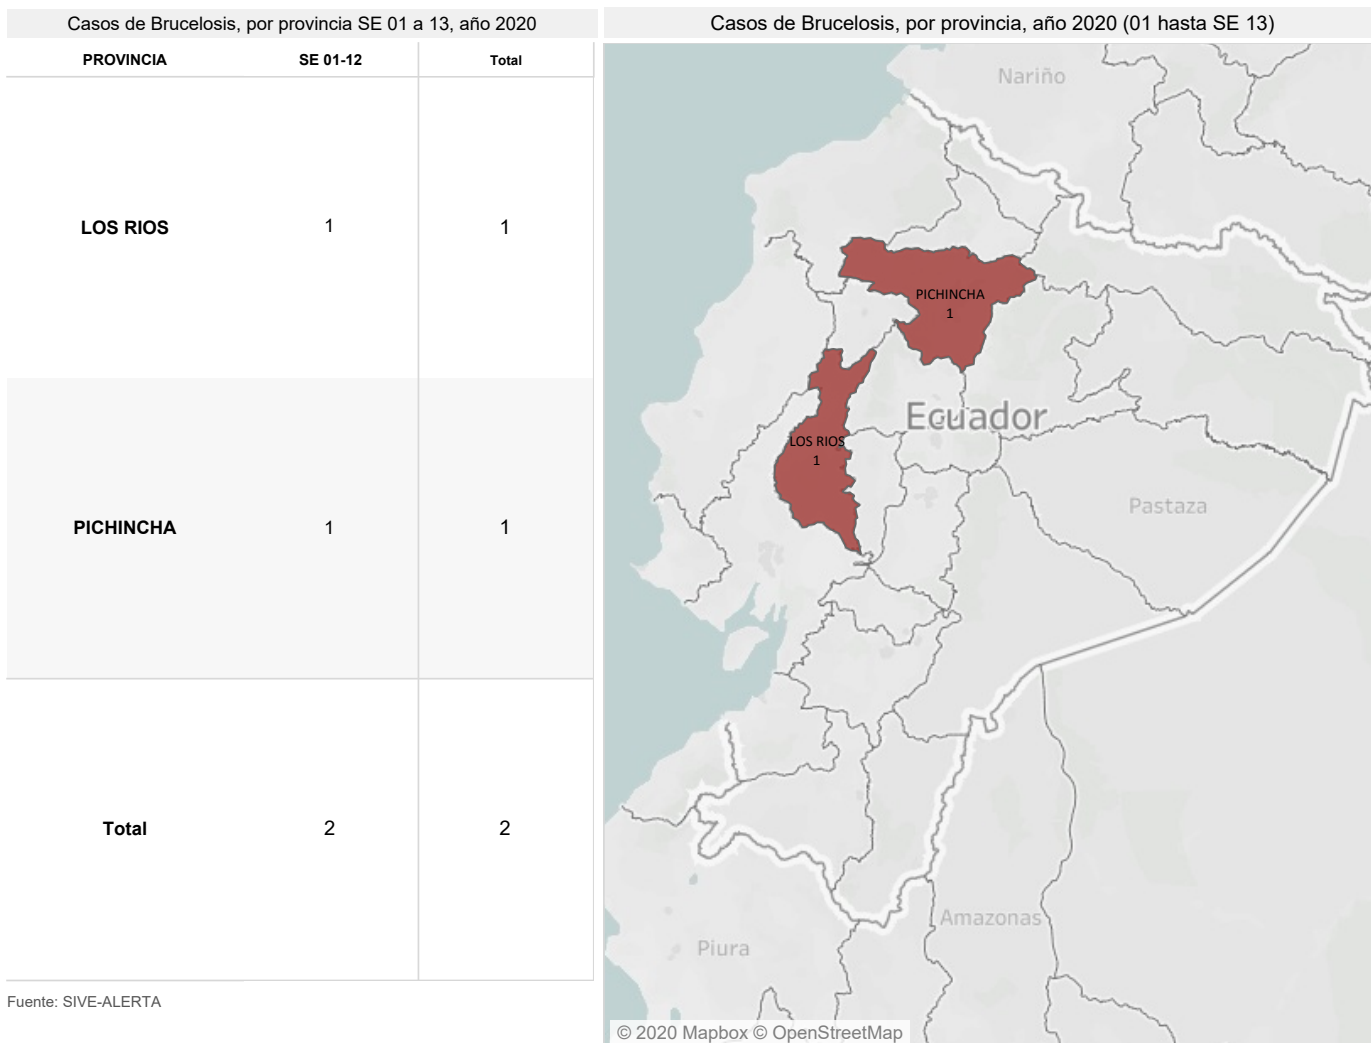 Casos de Brucelosis, por provincia SE 01 a 13, año 2020
PROVINCIA SE 01-12 Total
LOS RIOS 1 1
PICHINCHA 1 1
Total 2 2
Fuente: SIVE-ALERTA
Casos de Brucelosis, por provincia, año 2020 (01 hasta SE 13)
Nariño
PICHINCHA
1
Ecuador
LOS RIOS
1
Pastaza
Amazonas
Piura
© 2020 Mapbox © OpenStreetMap